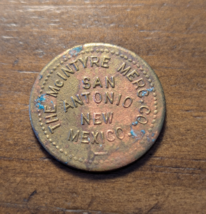 THE McINTYRE MERC. CO.
SAN
ANTONIO
NEW
MEXICO